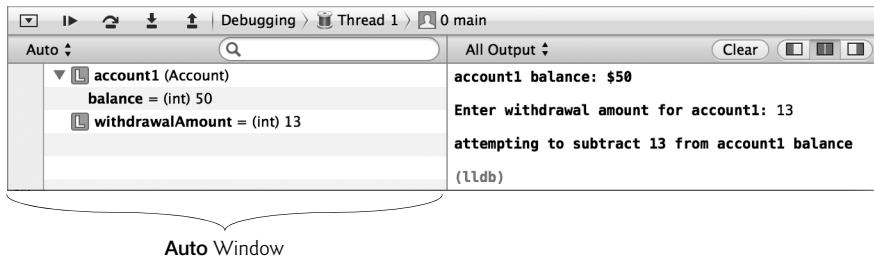 Debugging 〉 Thread 1 〉 0 main
Auto
All Output
Clear
L account1 (Account)
balance = (int) 50
L withdrawalAmount = (int) 13
account1 balance: $50
Enter withdrawal amount for account1: 13
attempting to subtract 13 from account1 balance
(lldb)
Auto Window